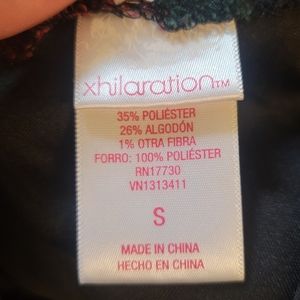 xhilaration™
35% POLIÉSTER
26% ALGODÓN
1% OTRA FIBRA
FORRO: 100% POLIÉSTER
RN17730
VN1313411
S
MADE IN CHINA
HECHO EN CHINA